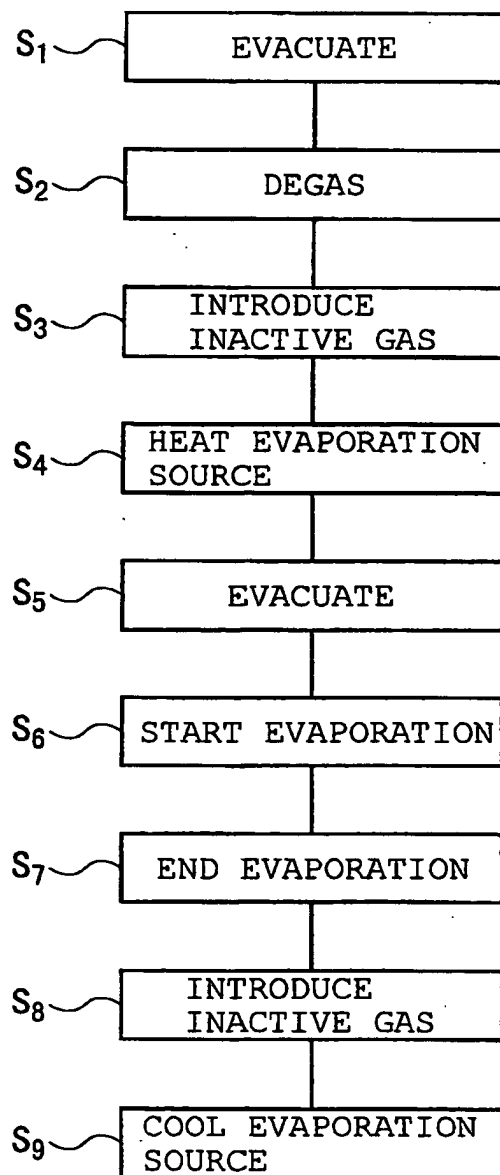 S1 EVACUATE
S2 DEGAS
S3 INTRODUCE
INACTIVE GAS
S4 HEAT EVAPORATION
SOURCE
S5 EVACUATE
S6 START EVAPORATION
S7 END EVAPORATION
S8 INTRODUCE
INACTIVE GAS
S9 COOL EVAPORATION
SOURCE